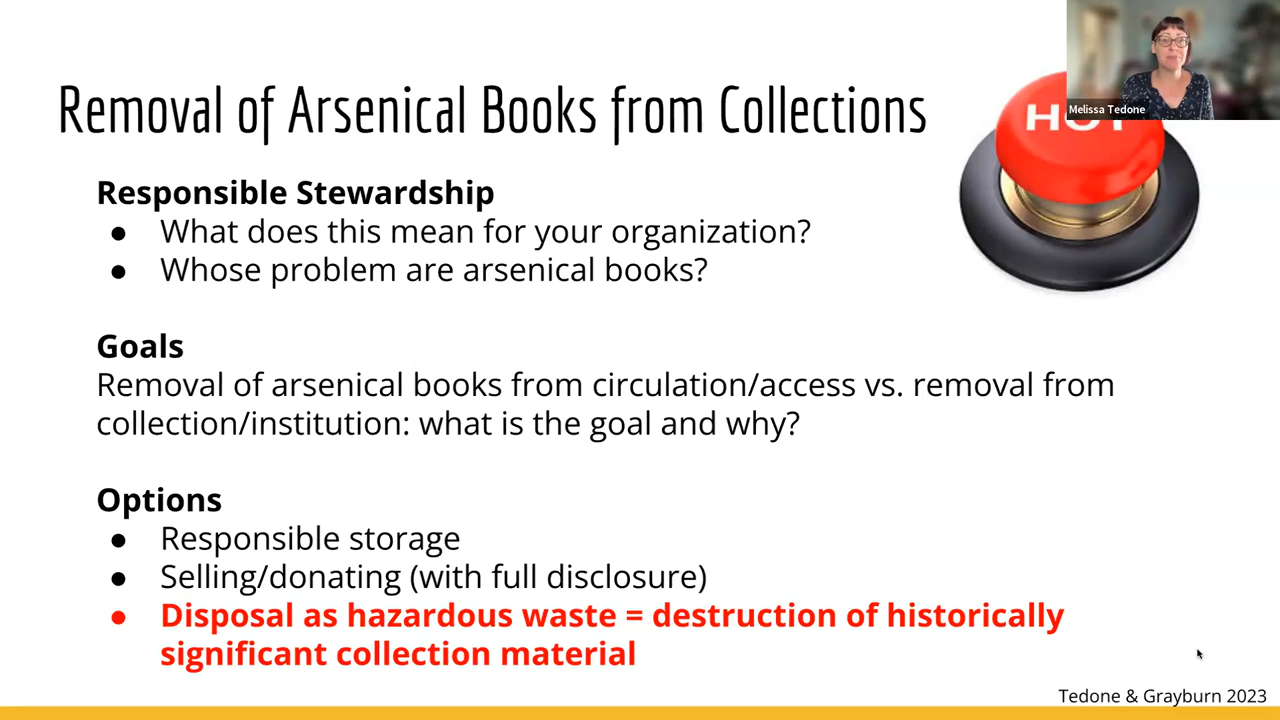 Removal of Arsenical Books from Collections
Melissa Tedone
Responsible Stewardship
● What does this mean for your organization?
● Whose problem are arsenical books?
Goals
Removal of arsenical books from circulation/access vs. removal from
collection/institution: what is the goal and why?
Options
● Responsible storage
● Selling/donating (with full disclosure)
● Disposal as hazardous waste = destruction of historically
significant collection material
Tedone & Grayburn 2023